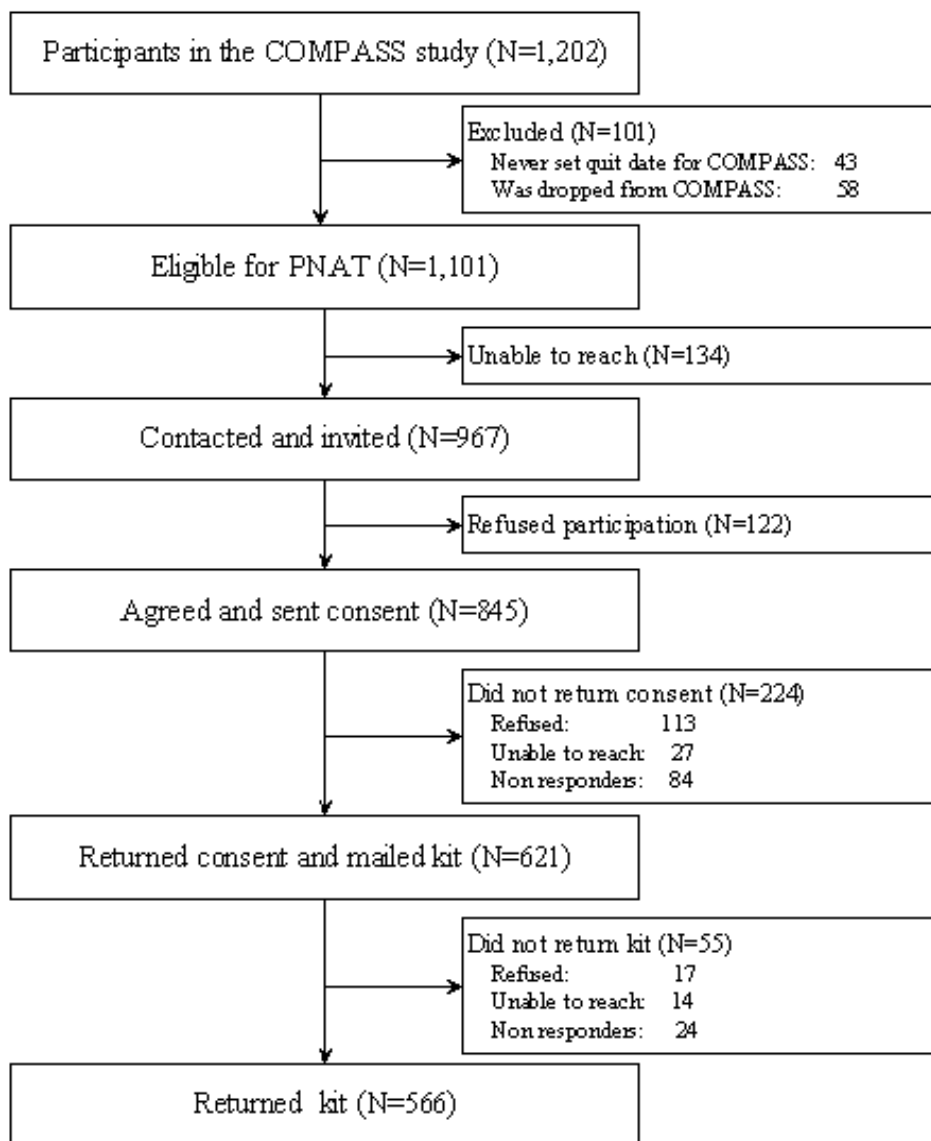 Participants in the COMPASS study (N=1,202)
Excluded (N=101)
Never set quit date for COMPASS: 43
Was dropped from COMPASS: 58
Eligible for PNAT (N=1,101)
Unable to reach (N=134)
Contacted and invited (N=967)
Refused participation (N=122)
Agreed and sent consent (N=845)
Did not return consent (N=224)
Refused: 113
Unable to reach: 27
Non responders: 84
Returned consent and mailed kit (N=621)
Did not return kit (N=55)
Refused: 17
Unable to reach: 14
Non responders: 24
Returned kit (N=566)